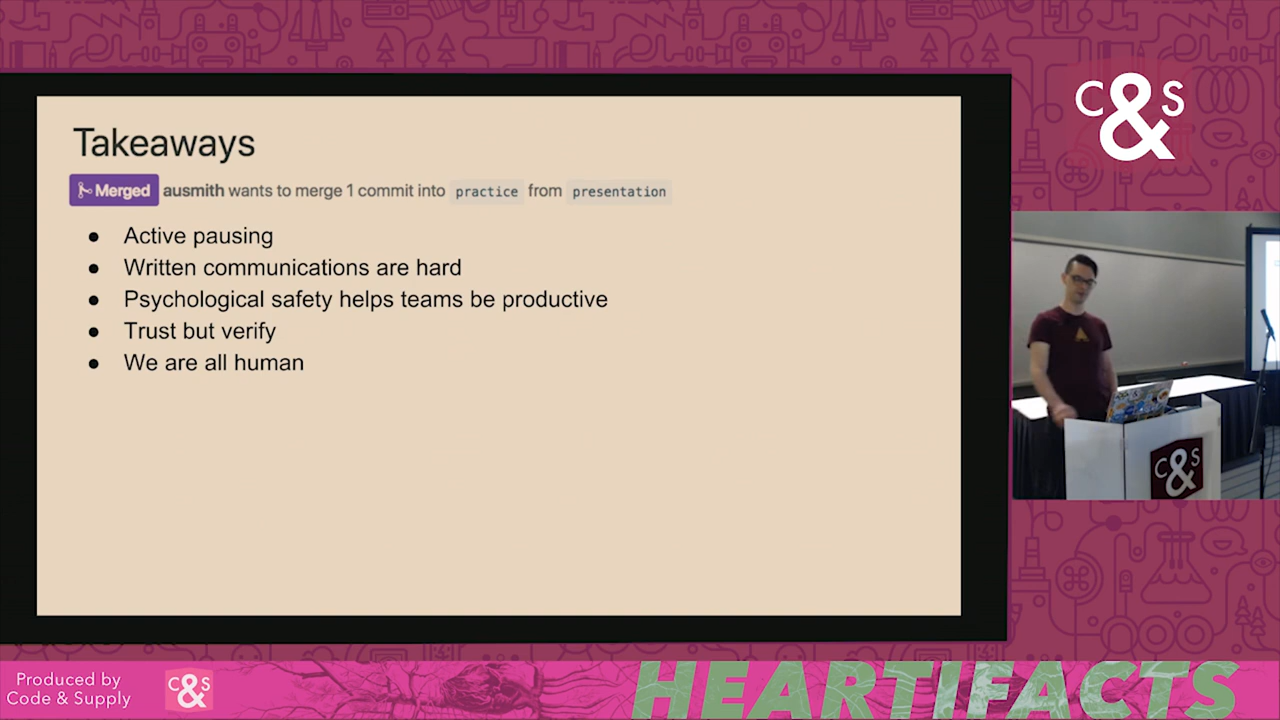 Takeaways
Merged ausmith wants to merge 1 commit into practice from presentation
● Active pausing
● Written communications are hard
● Psychological safety helps teams be productive
● Trust but verify
● We are all human
C&S
C&S
Produced by
Code & Supply
C&S
HEARTIFACTS